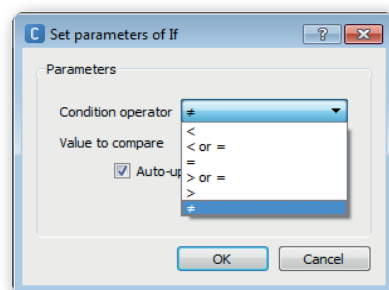 C Set parameters of If ?
Parameters
Condition operator ≠
<
< or =
Value to compare
=
Auto-up
> or =
>
≠
OK Cancel